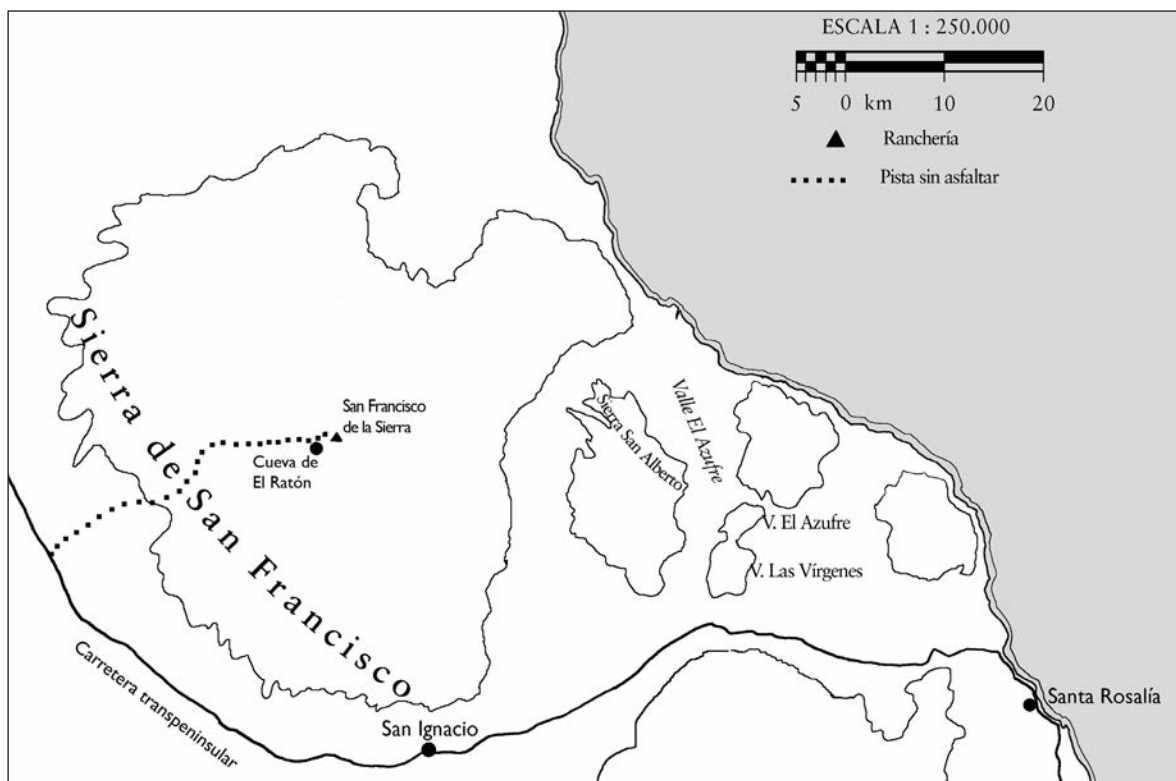 ESCALA 1 : 250.000
5 0 km 10 20
Ranchería
Pista sin asfaltar
Sierra de San Francisco
San Francisco
de la Sierra
Cueva de
El Ratón
Sierra San Alberto
Valle El Azufre
V. El Azufre
V. Las Vírgenes
Carretera transpeninsular
San Ignacio
Santa Rosalía